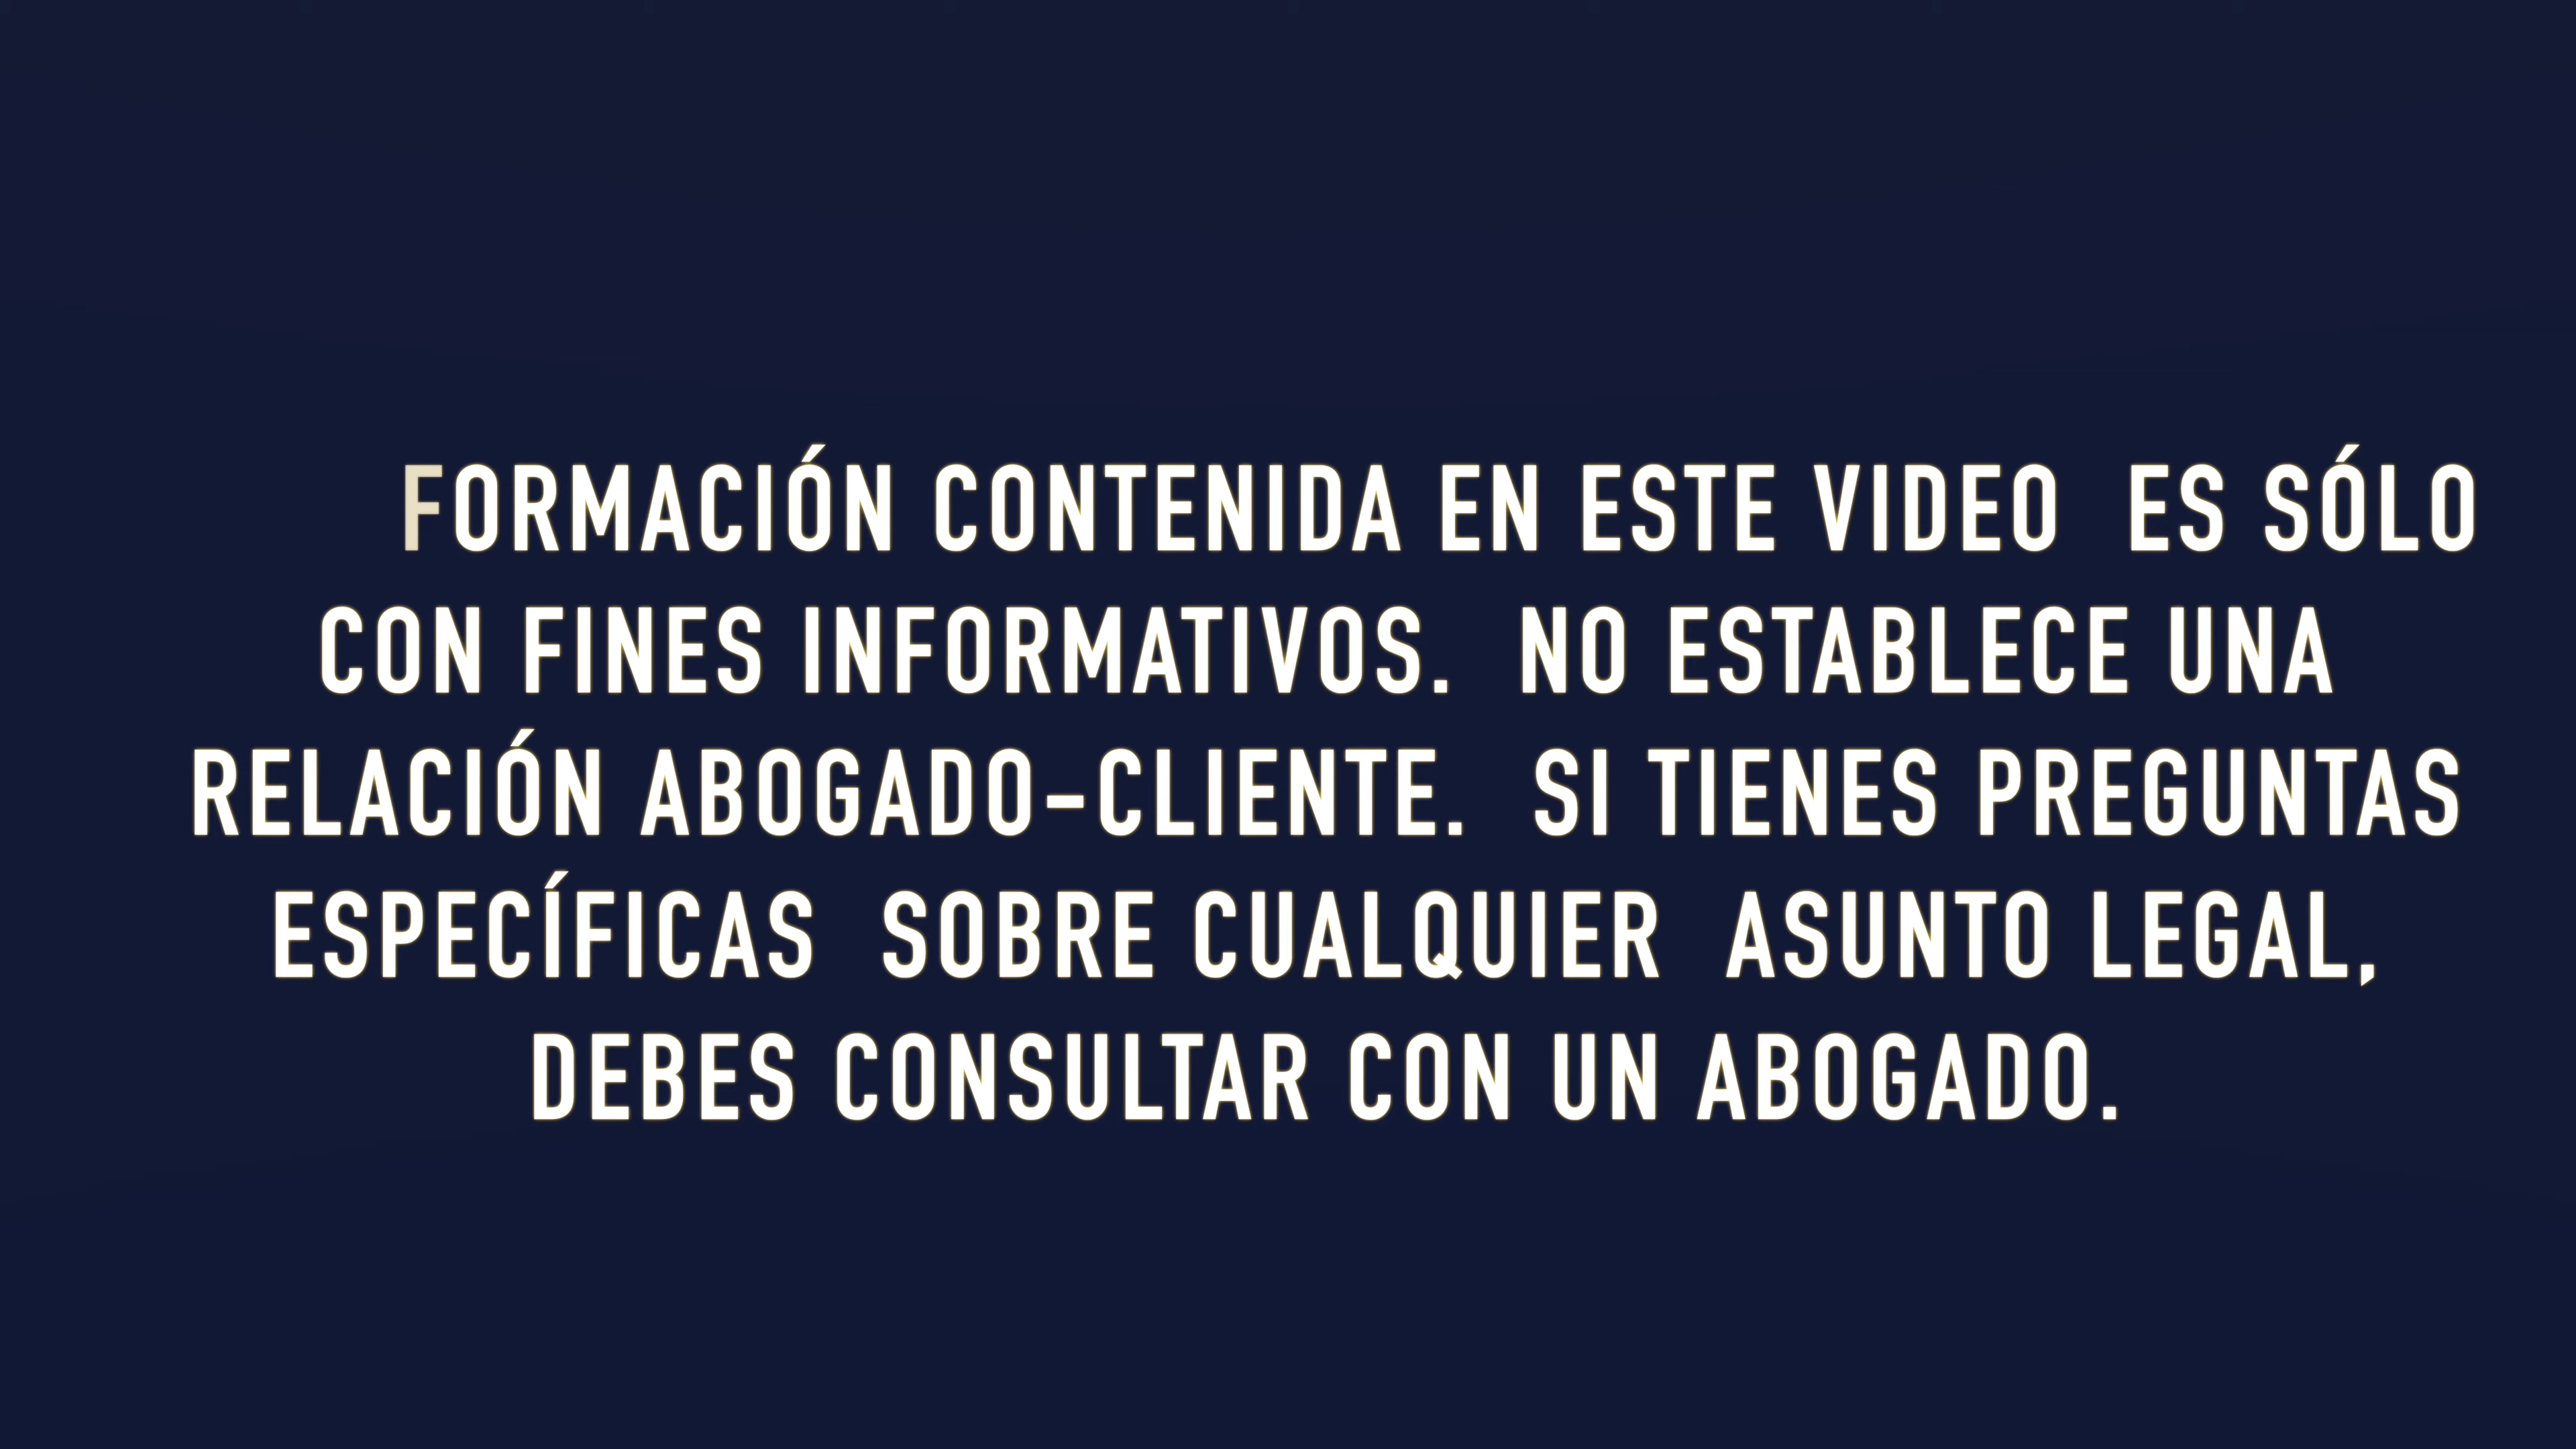 FORMACIÓN CONTENIDA EN ESTE VIDEO ES SÓLO
CON FINES INFORMATIVOS. NO ESTABLECE UNA
RELACIÓN ABOGADO-CLIENTE. SI TIENES PREGUNTAS
ESPECÍFICAS SOBRE CUALQUIER ASUNTO LEGAL,
DEBES CONSULTAR CON UN ABOGADO.